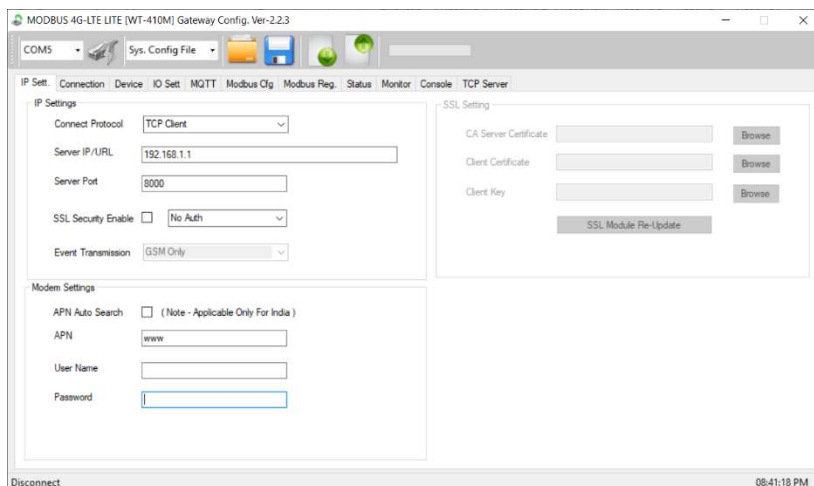 MODBUS 4G-LTE LITE [WT-410M] Gateway Config. Ver-2.2.3
COM5 Sys. Config File
IP Sett. Connection Device IO Sett MQTT Modbus Cfg Modbus Reg. Status Monitor Console TCP Server
IP Settings
Connect Protocol TCP Client
Server IP/URL 192.168.1.1
Server Port 8000
SSL Security Enable No Auth
Event Transmission GSM Only
SSL Setting
CA Server Certificate Browse
Client Certificate Browse
Client Key Browse
SSL Module Re-Update
Modem Settings
APN Auto Search ( Note - Applicable Only For India )
APN www
User Name
Password
Disconnect 08:41:18 PM